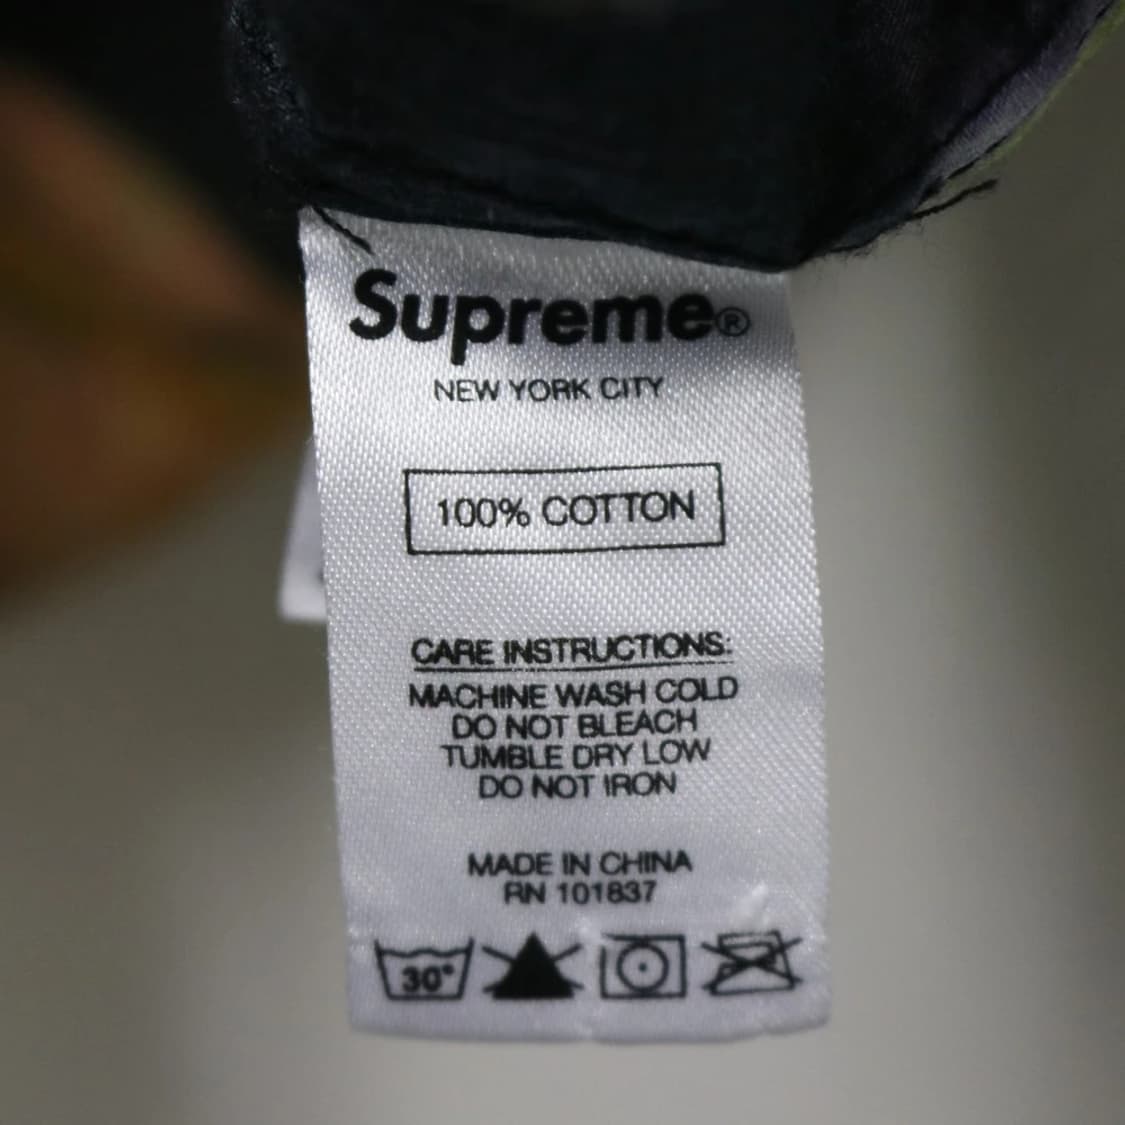 Supreme®
NEW YORK CITY
100% COTTON
CARE INSTRUCTIONS:
MACHINE WASH COLD
DO NOT BLEACH
TUMBLE DRY LOW
DO NOT IRON
MADE IN CHINA
RN 101837
30°